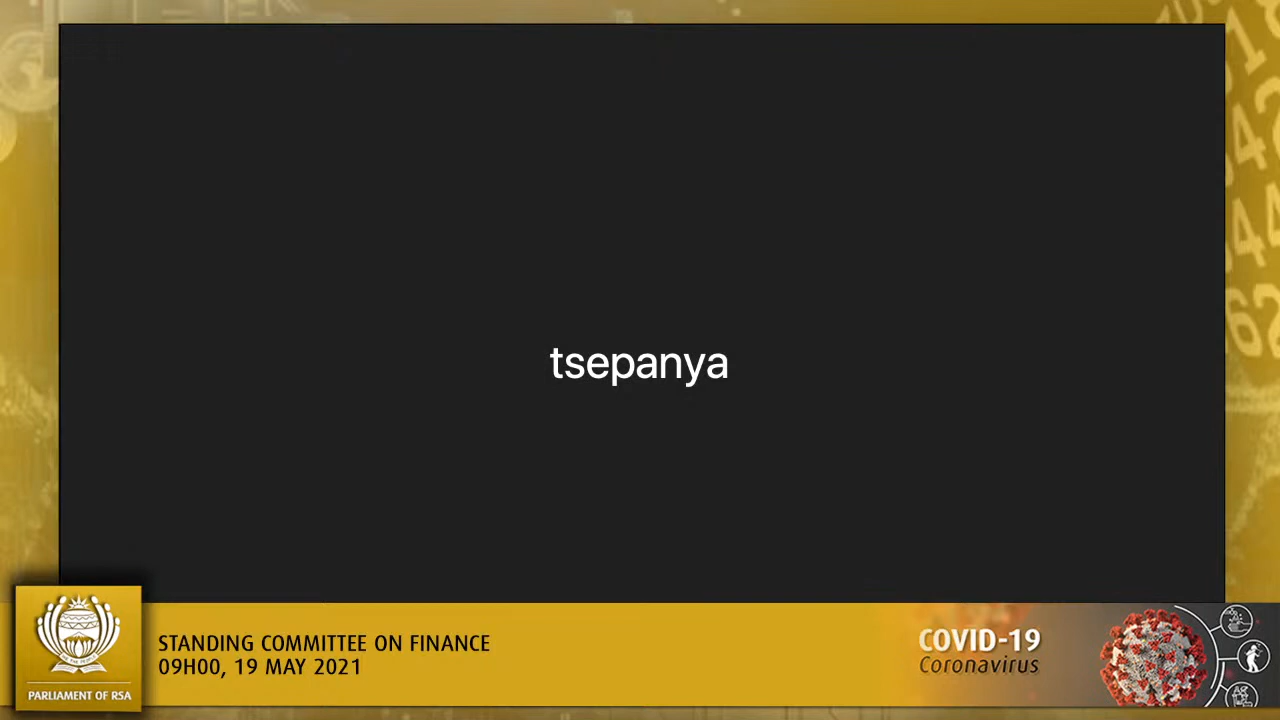 tsepanya
STANDING COMMITTEE ON FINANCE
09H00, 19 MAY 2021
PARLIAMENT OF RSA
COVID-19
Coronavirus